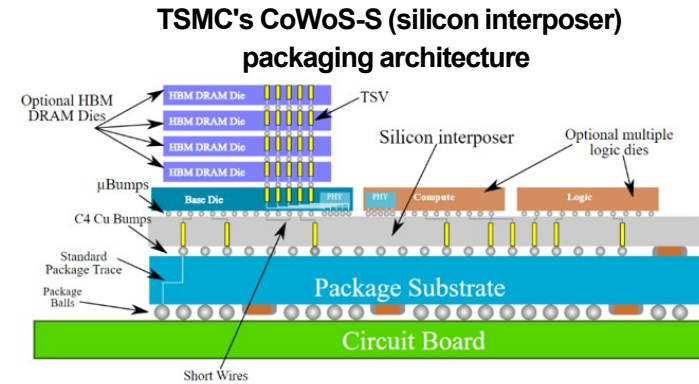 TSMC's CoWoS-S (silicon interposer)
packaging architecture
Optional HBM
DRAM Dies
HBM DRAM Die
HBM DRAM Die
HBM DRAM Die
HBM DRAM Die
TSV
Silicon interposer
Optional multiple
logic dies
μBumps
Base Die
PHY
PHY
Compute
Logic
C4 Cu Bumps
Standard
Package Trace
Package
Balls
Package Substrate
Circuit Board
Short Wires